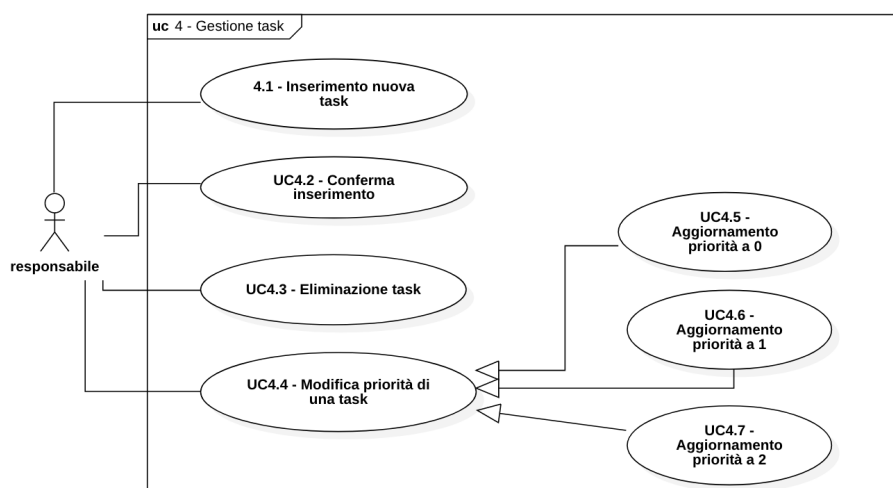 uc 4 - Gestione task
4.1 - Inserimento nuova
task
UC4.2 - Conferma
inserimento
responsabile
UC4.3 - Eliminazione task
UC4.4 - Modifica priorità di
una task
UC4.5 -
Aggiornamento
priorità a 0
UC4.6 -
Aggiornamento
priorità a 1
UC4.7 -
Aggiornamento
priorità a 2